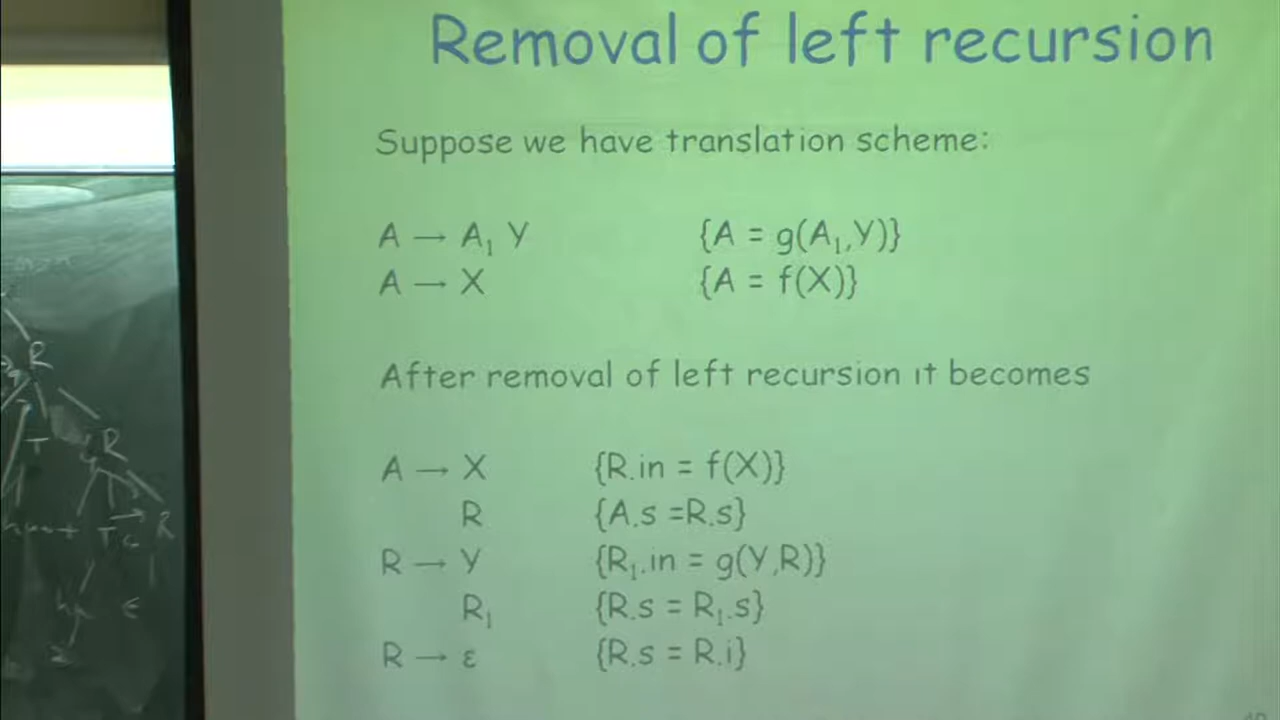 Removal of left recursion
Suppose we have translation scheme:
A → A₁ Y {A = g(A₁,Y)}
A → X {A = f(X)}
After removal of left recursion it becomes
A → X {R.in = f(X)}
R {A.s =R.s}
R → Y {R₁.in = g(Y,R)}
R₁ {R.s = R₁.s}
R → ε {R.s = R.i}
R
T R
R
ε